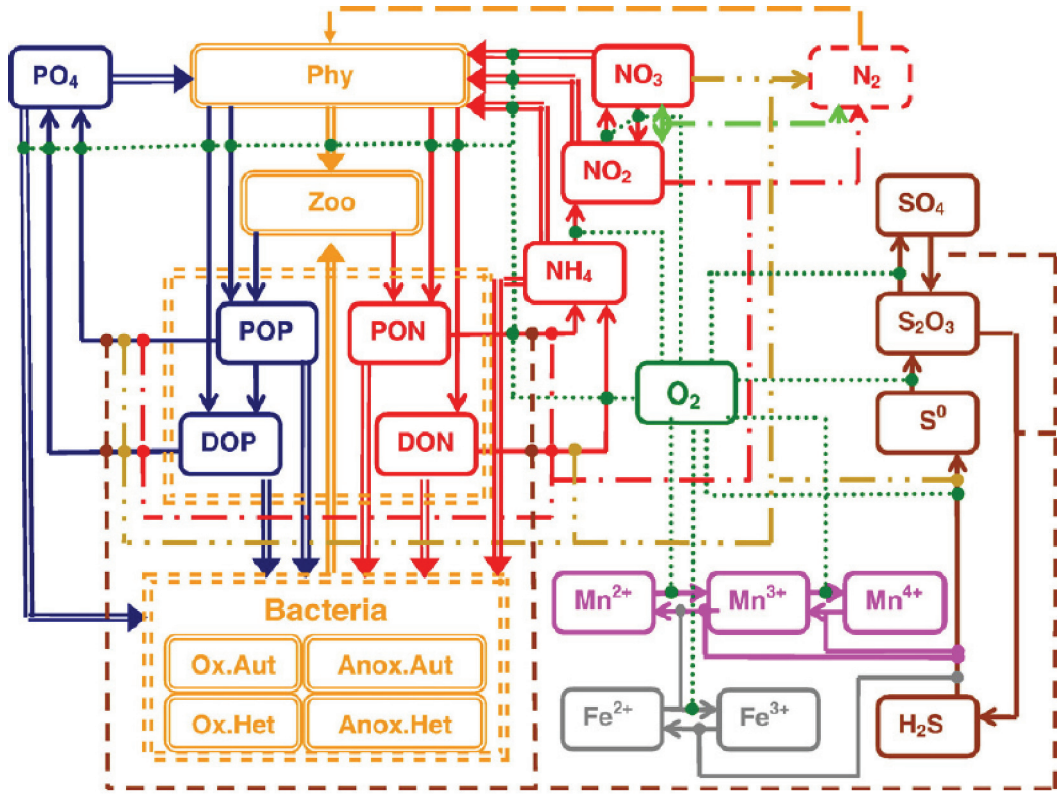 PO₄
Phy
NO₃
N₂
NO₂
Zoo
SO₄
NH₄
POP
PON
S₂O₃
O₂
S⁰
DOP
DON
Bacteria
Mn²⁺
Mn³⁺
Mn⁴⁺
Ox.Aut
Anox.Aut
Ox.Het
Anox.Het
Fe²⁺
Fe³⁺
H₂S